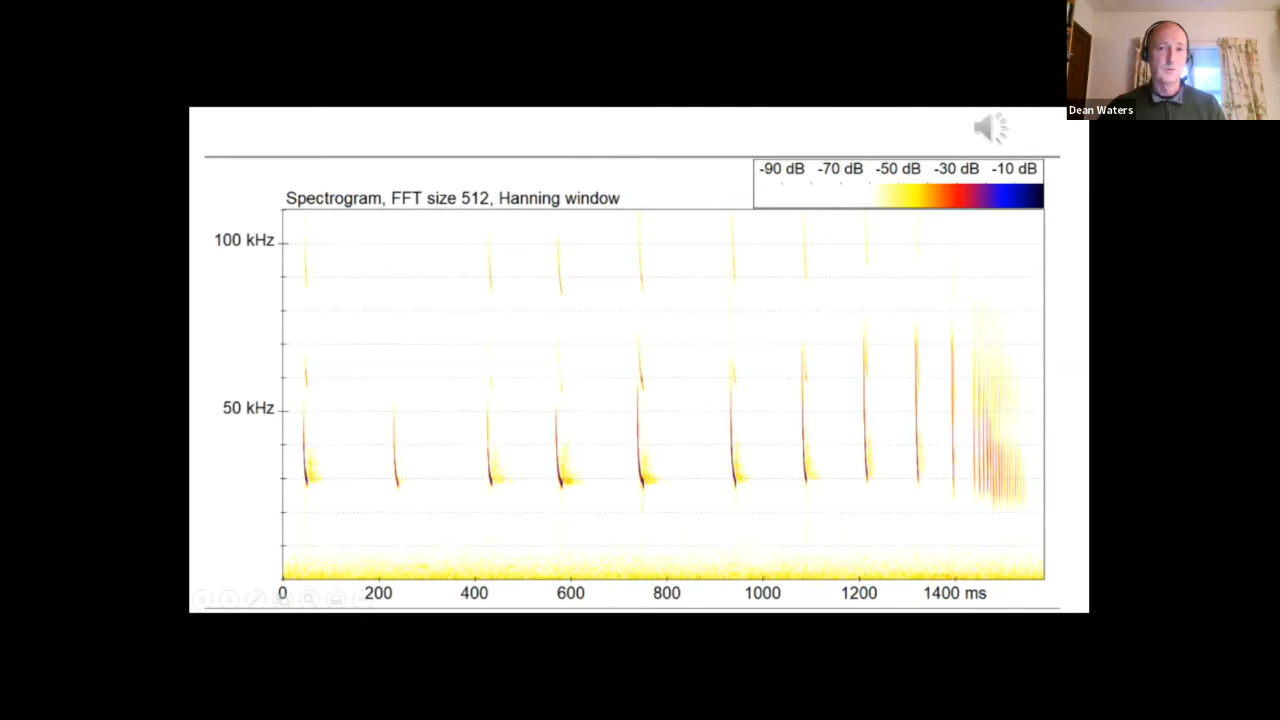 Dean Waters
-90 dB -70 dB -50 dB -30 dB -10 dB
Spectrogram, FFT size 512, Hanning window
100 kHz
50 kHz
0 200 400 600 800 1000 1200 1400 ms